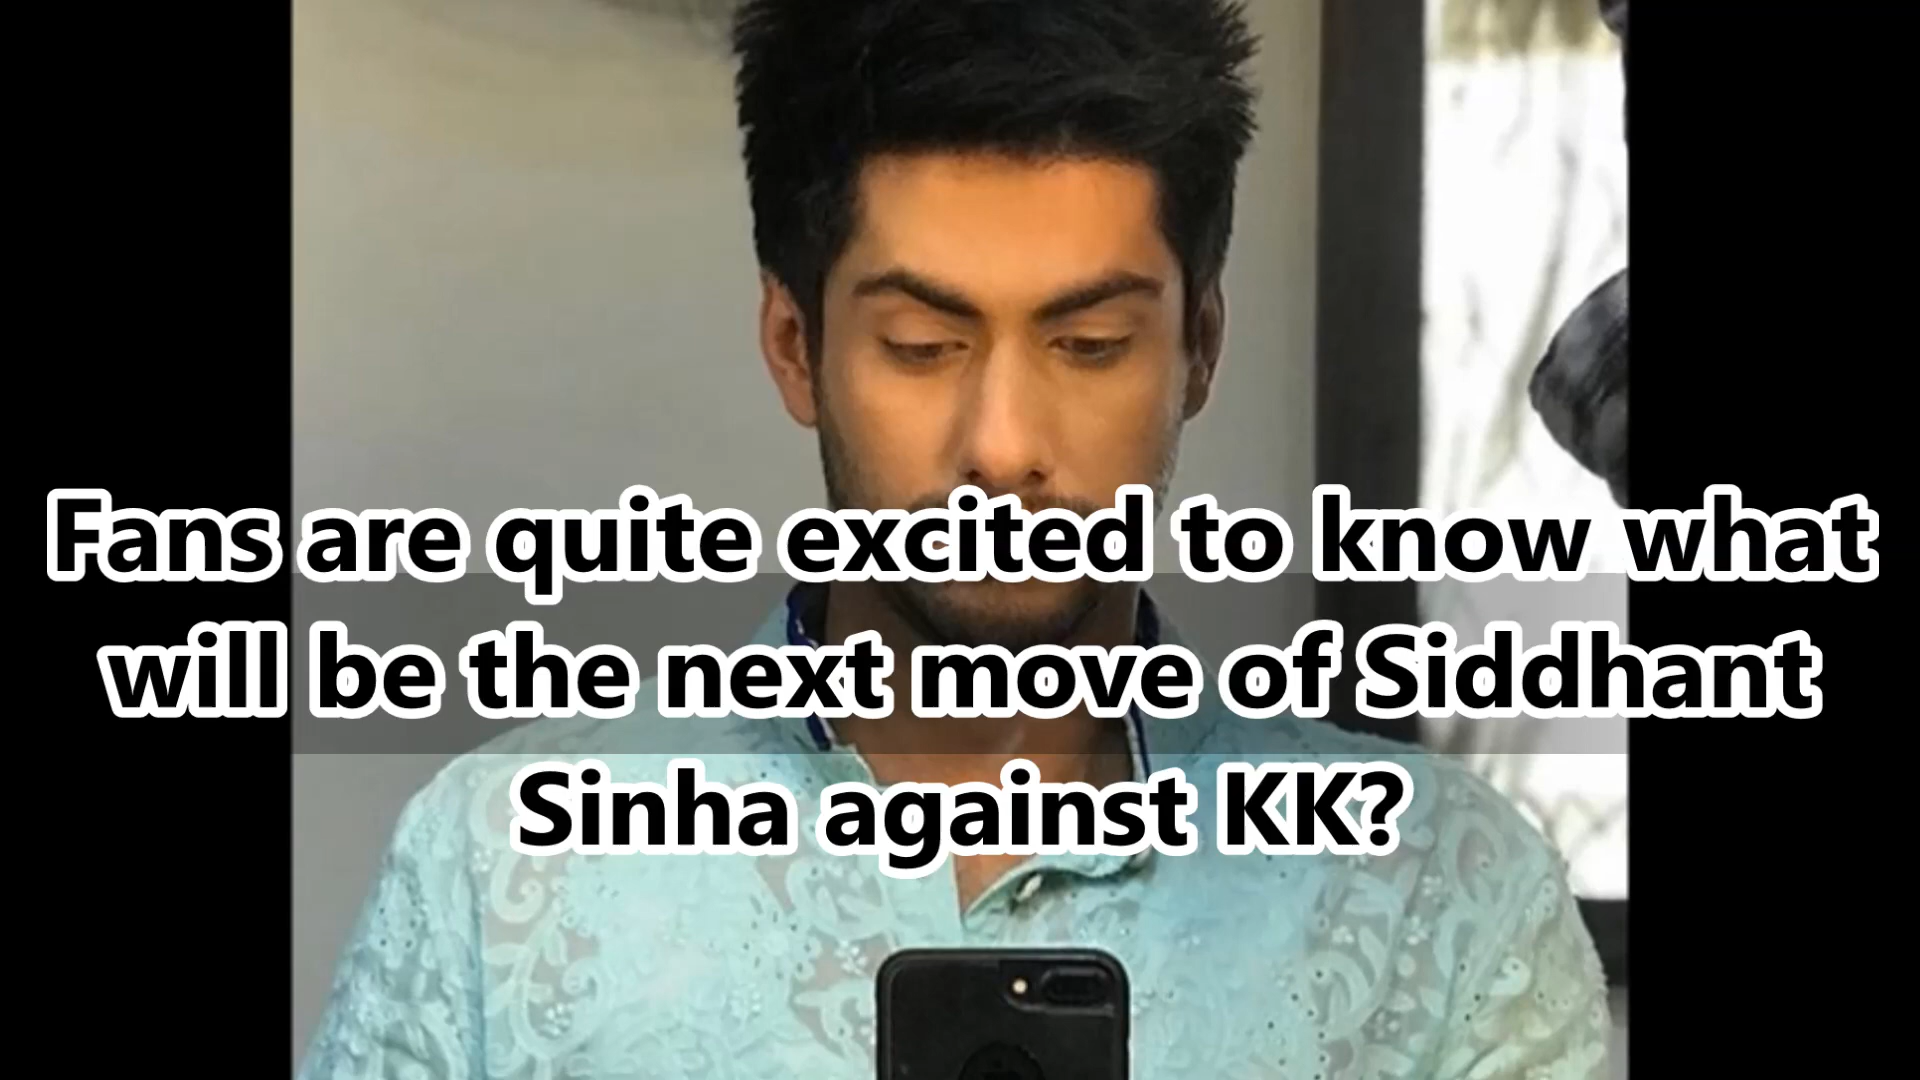 Fans are quite excited to know what
will be the next move of Siddhant
Sinha against KK?